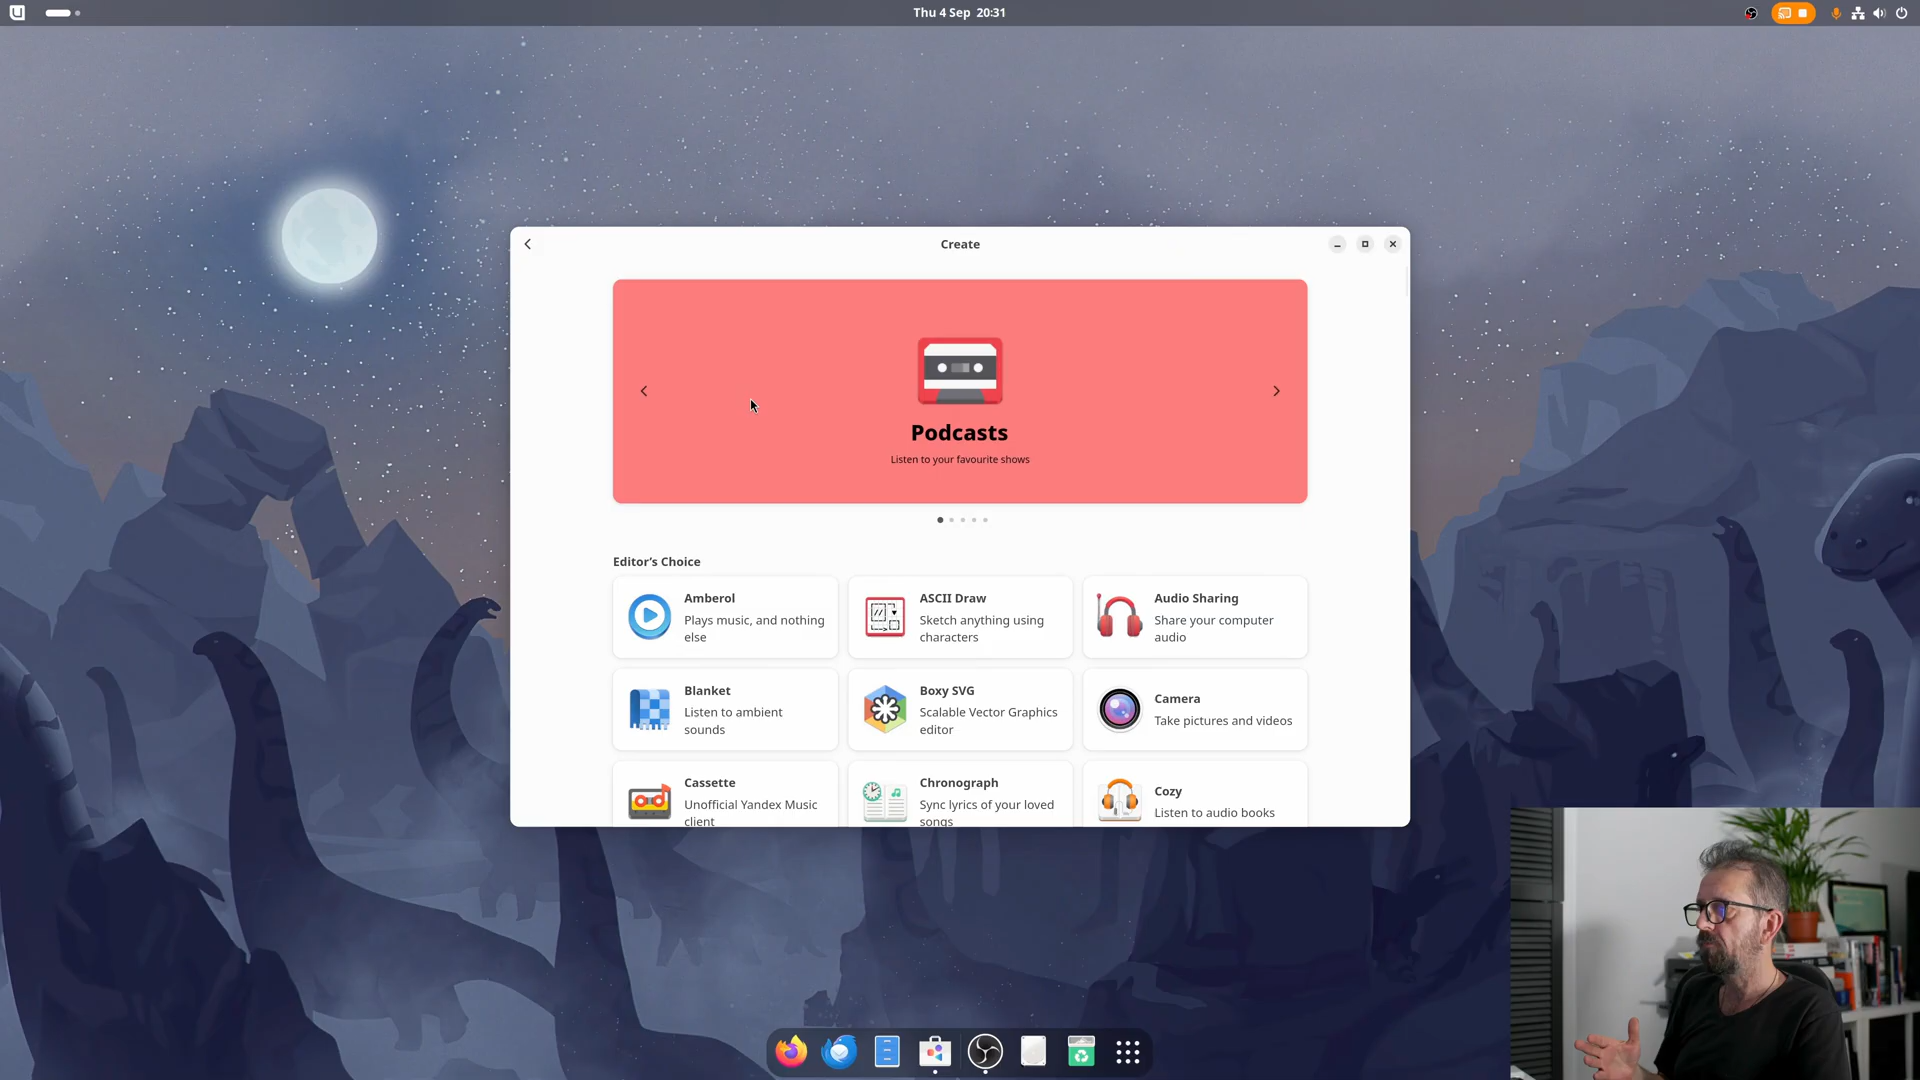 Thu 4 Sep 20:31
Create
Podcasts
Listen to your favourite shows
Editor’s Choice
Amberol
Plays music, and nothing
else
ASCII Draw
Sketch anything using
characters
Audio Sharing
Share your computer
audio
Blanket
Listen to ambient
sounds
Boxy SVG
Scalable Vector Graphics
editor
Camera
Take pictures and videos
Cassette
Unofficial Yandex Music
client
Chronograph
Sync lyrics of your loved
songs
Cozy
Listen to audio books